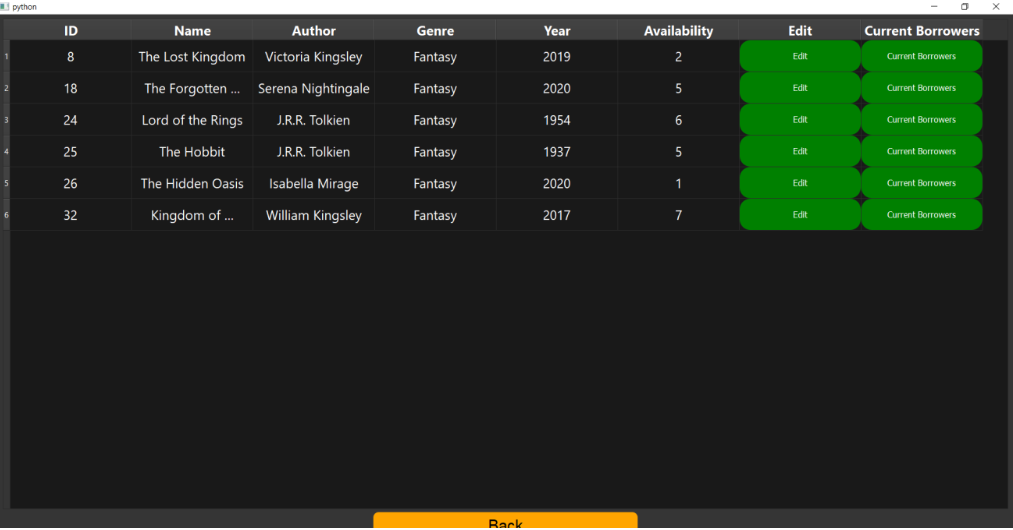 python
ID Name Author Genre Year Availability Edit Current Borrowers
1 8 The Lost Kingdom Victoria Kingsley Fantasy 2019 2 Edit Current Borrowers
2 18 The Forgotten ... Serena Nightingale Fantasy 2020 5 Edit Current Borrowers
3 24 Lord of the Rings J.R.R. Tolkien Fantasy 1954 6 Edit Current Borrowers
4 25 The Hobbit J.R.R. Tolkien Fantasy 1937 5 Edit Current Borrowers
5 26 The Hidden Oasis Isabella Mirage Fantasy 2020 1 Edit Current Borrowers
6 32 Kingdom of ... William Kingsley Fantasy 2017 7 Edit Current Borrowers
Back